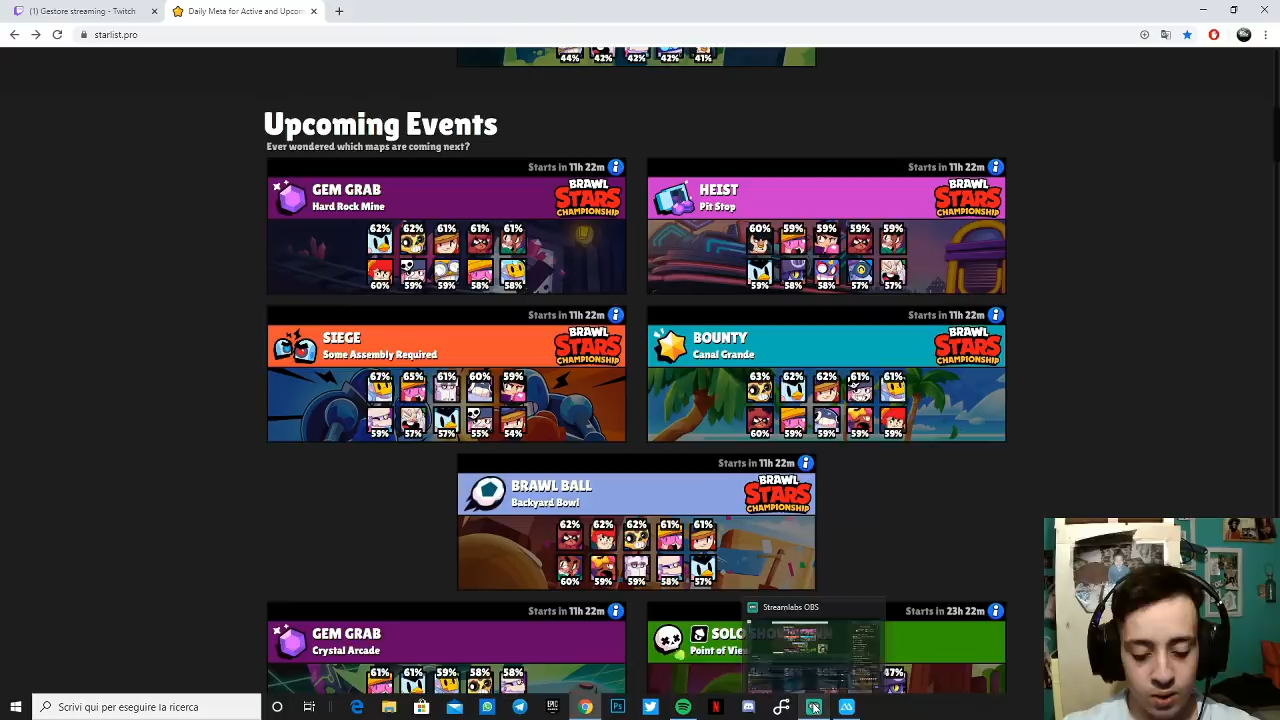 (1) Gestore streaming - Twitch
Daily Meta for Active and Upcom
starlist.pro
44% 42% 42% 42% 41%
Upcoming Events
Ever wondered which maps are coming next?
Starts in 11h 22m
GEM GRAB
Hard Rock Mine
BRAWL STARS CHAMPIONSHIP
62% 62% 61% 61% 61%
60% 59% 59% 58% 58%
Starts in 11h 22m
HEIST
Pit Stop
BRAWL STARS CHAMPIONSHIP
60% 59% 59% 59% 59%
59% 58% 58% 57% 57%
Starts in 11h 22m
SIEGE
Some Assembly Required
BRAWL STARS CHAMPIONSHIP
67% 65% 61% 60% 59%
59% 57% 57% 55% 54%
Starts in 11h 22m
BOUNTY
Canal Grande
BRAWL STARS CHAMPIONSHIP
63% 62% 62% 61% 61%
60% 59% 59% 59% 59%
Starts in 11h 22m
BRAWL BALL
Backyard Bowl
BRAWL STARS CHAMPIONSHIP
62% 62% 62% 61% 61%
60% 59% 59% 58% 57%
Starts in 11h 22m
GEM GRAB
Crystal Arcade
61% 61% 59% 58% 58%
Starts in 23h 22m
SOLO SHOWDOWN
Point of View
47%
Streamlabs OBS
Scrivi qui per eseguire la ricerca
EPIC
Ps